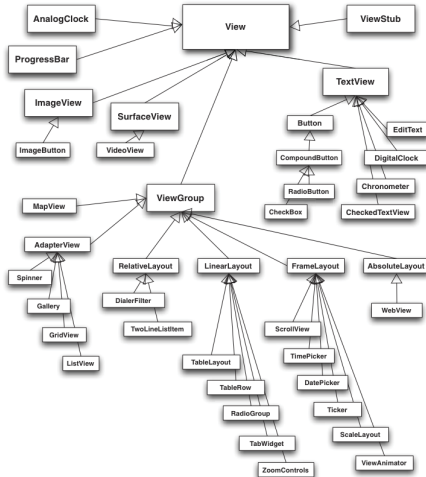 AnalogClock
View
ViewStub
ProgressBar
ImageView
TextView
SurfaceView
Button
EditText
ImageButton
VideoView
CompoundButton
DigitalClock
RadioButton
Chronometer
CheckBox
CheckedTextView
MapView
ViewGroup
AdapterView
RelativeLayout
LinearLayout
FrameLayout
AbsoluteLayout
Spinner
DialerFilter
Gallery
WebView
TwoLineListItem
ScrollView
GridView
TimePicker
ListView
TableLayout
DatePicker
TableRow
Ticker
RadioGroup
ScaleLayout
TabWidget
ViewAnimator
ZoomControls